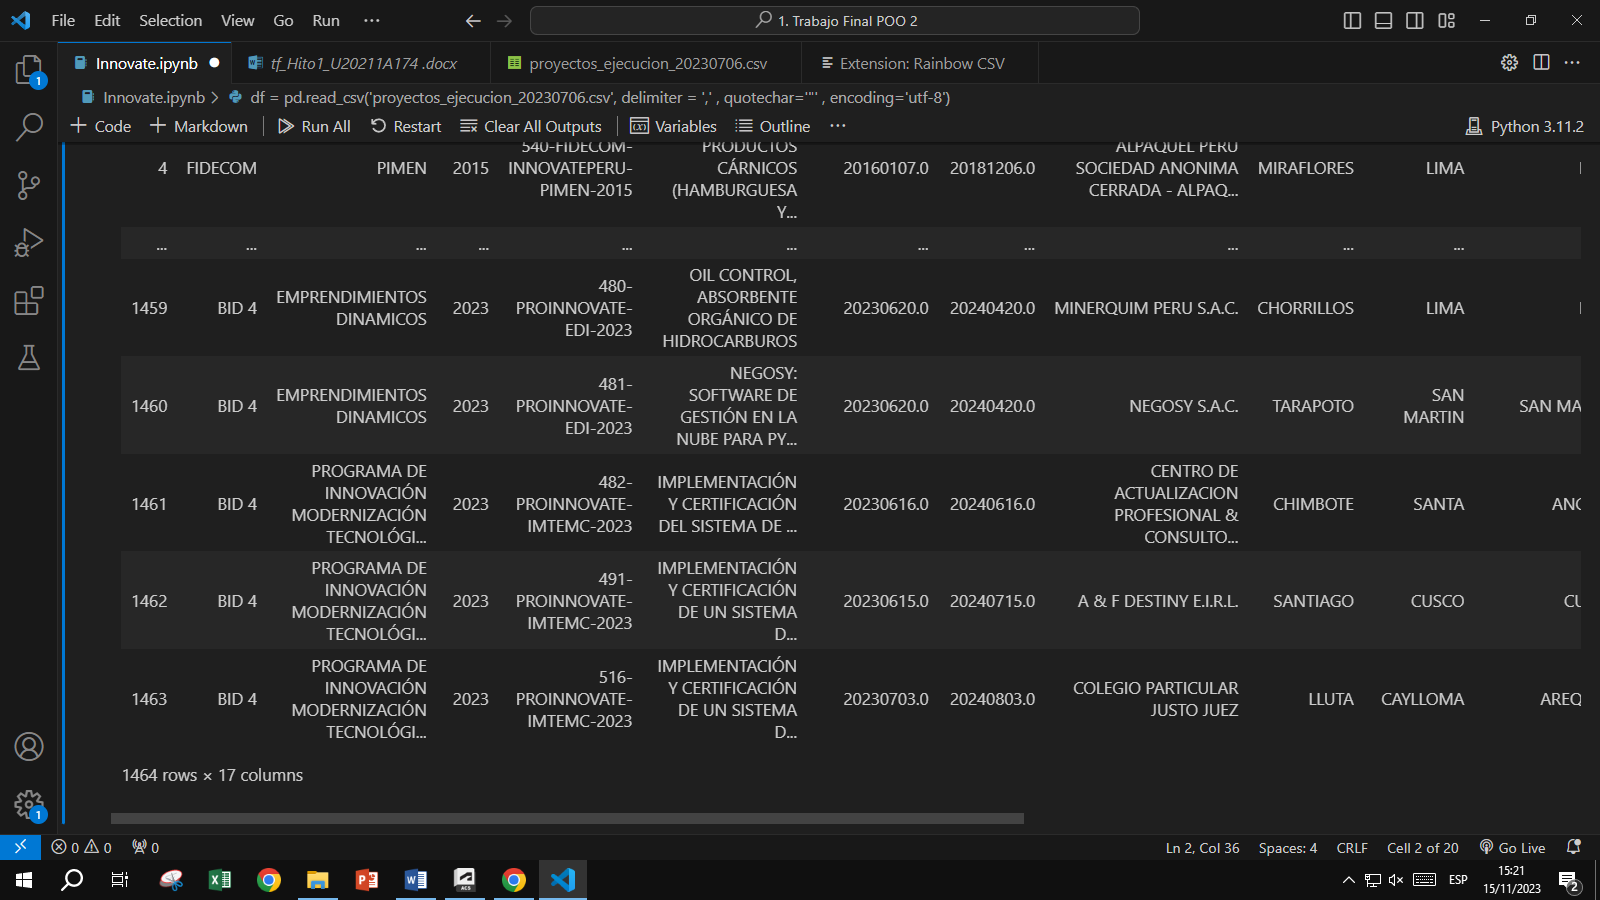 File Edit Selection View Go Run ···
1. Trabajo Final POO 2
Innovate.ipynb
tf_Hito1_U20211A174 .docx
proyectos_ejecucion_20230706.csv
Extension: Rainbow CSV
Innovate.ipynb > df = pd.read_csv('proyectos_ejecucion_20230706.csv', delimiter = ',' , quotechar='"' , encoding='utf-8')
+ Code + Markdown Run All Restart Clear All Outputs Variables Outline ··· Python 3.11.2
4 FIDECOM PIMEN 2015 540-FIDECOM-
INNOVATEPERU-
PIMEN-2015
PRODUCTOS
CÁRNICOS
(HAMBURGUESA
Y...
20160107.0 20181206.0
ALPAQUEL PERU
SOCIEDAD ANONIMA
CERRADA - ALPAQ...
MIRAFLORES LIMA
... ... ... ... ... ... ... ... ... ... ...
1459 BID 4
EMPRENDIMIENTOS
DINAMICOS
2023
480-
PROINNOVATE-
EDI-2023
OIL CONTROL,
ABSORBENTE
ORGÁNICO DE
HIDROCARBUROS
20230620.0 20240420.0 MINERQUIM PERU S.A.C. CHORRILLOS LIMA
1460 BID 4
EMPRENDIMIENTOS
DINAMICOS
2023
481-
PROINNOVATE-
EDI-2023
NEGOSY:
SOFTWARE DE
GESTIÓN EN LA
NUBE PARA PY...
20230620.0 20240420.0 NEGOSY S.A.C. TARAPOTO
SAN
MARTIN
SAN MA
1461 BID 4
PROGRAMA DE
INNOVACIÓN
MODERNIZACIÓN
TECNOLÓGI...
2023
482-
PROINNOVATE-
IMTEMC-2023
IMPLEMENTACIÓN
Y CERTIFICACIÓN
DEL SISTEMA DE ...
20230616.0 20240616.0
CENTRO DE
ACTUALIZACION
PROFESIONAL &
CONSULTO...
CHIMBOTE SANTA ANC
1462 BID 4
PROGRAMA DE
INNOVACIÓN
MODERNIZACIÓN
TECNOLÓGI...
2023
491-
PROINNOVATE-
IMTEMC-2023
IMPLEMENTACIÓN
Y CERTIFICACIÓN
DE UN SISTEMA
D...
20230615.0 20240715.0 A & F DESTINY E.I.R.L. SANTIAGO CUSCO CU
1463 BID 4
PROGRAMA DE
INNOVACIÓN
MODERNIZACIÓN
TECNOLÓGI...
2023
516-
PROINNOVATE-
IMTEMC-2023
IMPLEMENTACIÓN
Y CERTIFICACIÓN
DE UN SISTEMA
D...
20230703.0 20240803.0
COLEGIO PARTICULAR
JUSTO JUEZ
LLUTA CAYLLOMA AREQ
1464 rows × 17 columns
0 0 0 Ln 2, Col 36 Spaces: 4 CRLF Cell 2 of 20 Go Live
ESP
15:21
15/11/2023
2
1
1